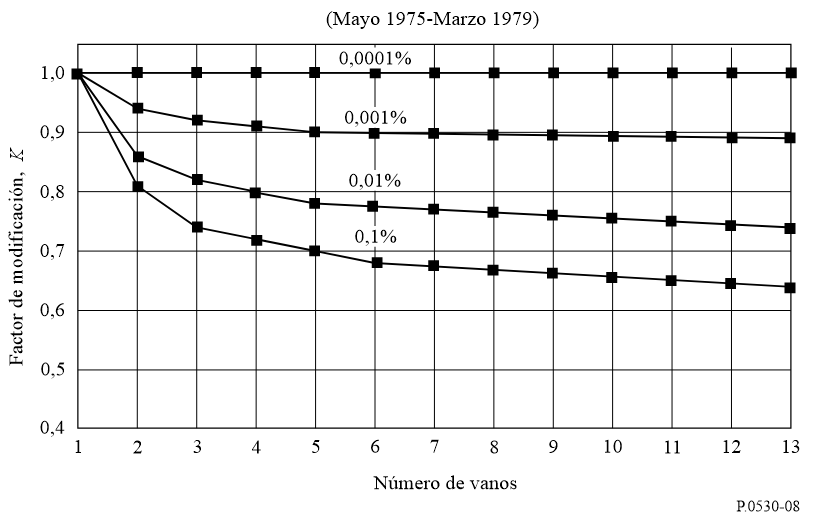 (Mayo 1975-Marzo 1979)
Factor de modificación, K
1,0
0,9
0,8
0,7
0,6
0,5
0,4
0,0001%
0,001%
0,01%
0,1%
1 2 3 4 5 6 7 8 9 10 11 12 13
Número de vanos
P.0530-08